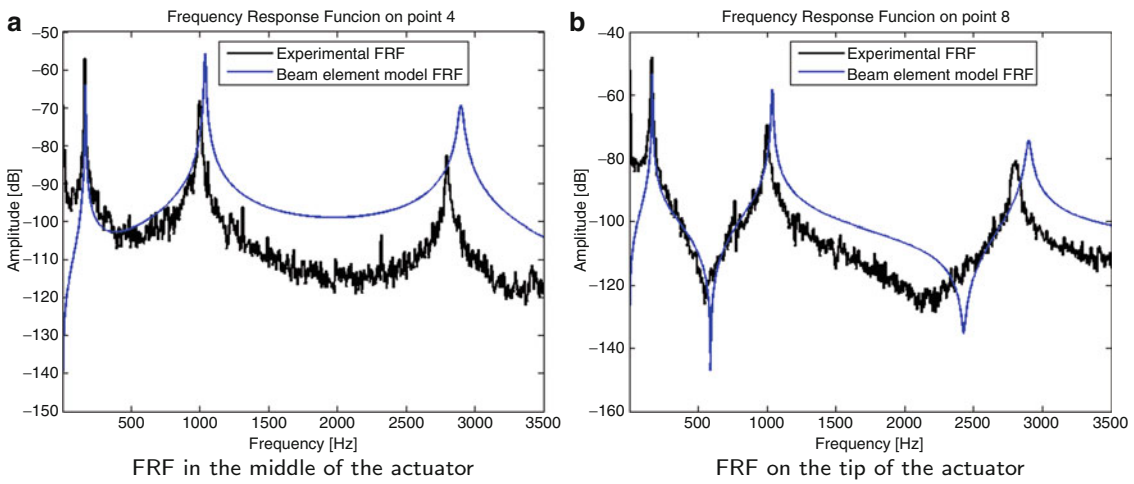 a
Frequency Response Funcion on point 4
Experimental FRF
Beam element model FRF
Amplitude [dB]
−50
−60
−70
−80
−90
−100
−110
−120
−130
−140
−150
500
1000
1500
2000
2500
3000
3500
Frequency [Hz]
FRF in the middle of the actuator
b
Frequency Response Funcion on point 8
Experimental FRF
Beam element model FRF
Amplitude [dB]
−40
−60
−80
−100
−120
−140
−160
500
1000
1500
2000
2500
3000
3500
Frequency [Hz]
FRF on the tip of the actuator